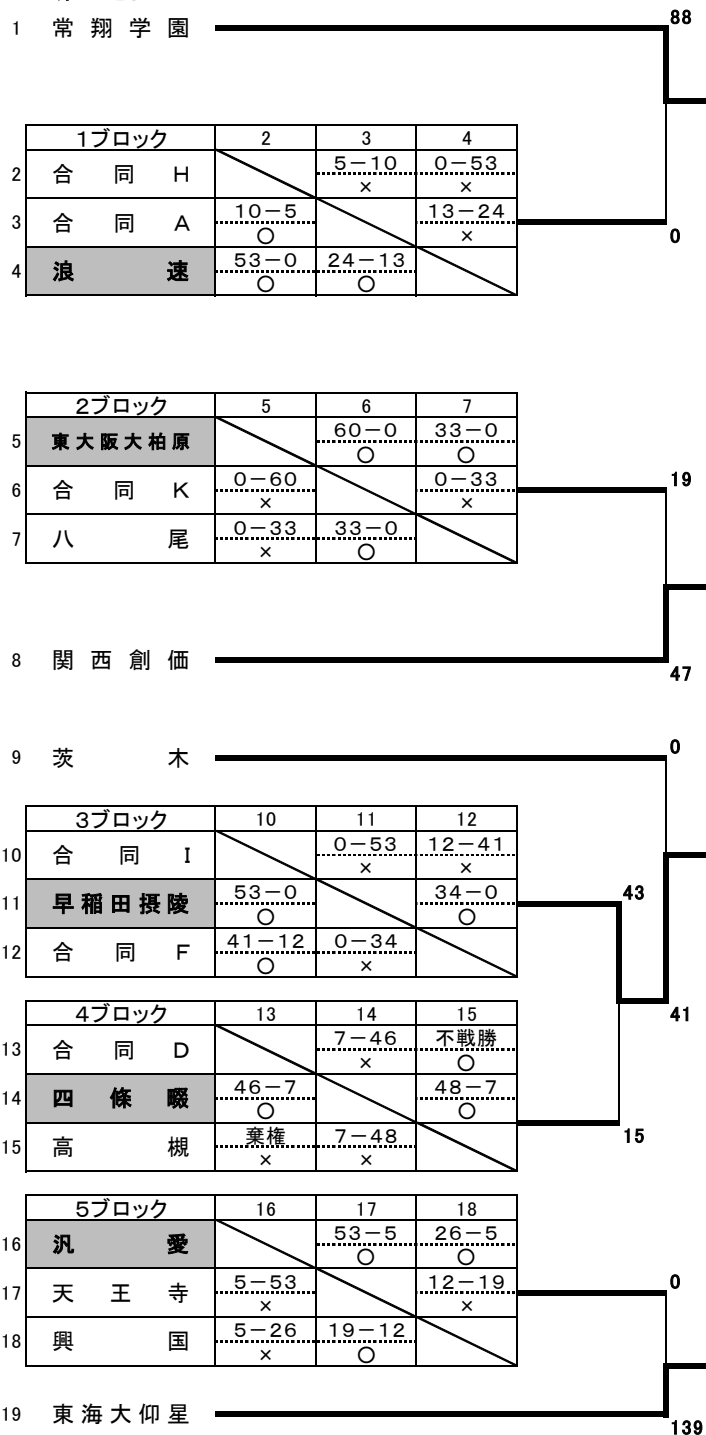 88
1 常翔学園
1ブロック 2 3 4
2 合同H 5-10 0-53
× ×
3 合同A 10-5 13-24
○ ×
0
4 浪速 53-0 24-13
○ ○
2ブロック 5 6 7
5 東大阪大柏原 60-0 33-0
○ ○
19
6 合同K 0-60 0-33
× ×
7 八尾 0-33 33-0
× ○
8 関西創価
47
0
9 茨木
3ブロック 10 11 12
10 合同I 0-53 12-41
× ×
43
11 早稲田摂陵 53-0 34-0
○ ○
12 合同F 41-12 0-34
○ ×
41
4ブロック 13 14 15
13 合同D 7-46 不戦勝
× ○
14 四條畷 46-7 48-7
○ ○
15
15 高槻 棄権 7-48
× ×
5ブロック 16 17 18
16 汎愛 53-5 26-5
○ ○
0
17 天王寺 5-53 12-19
× ×
18 興国 5-26 19-12
× ○
19 東海大仰星
139